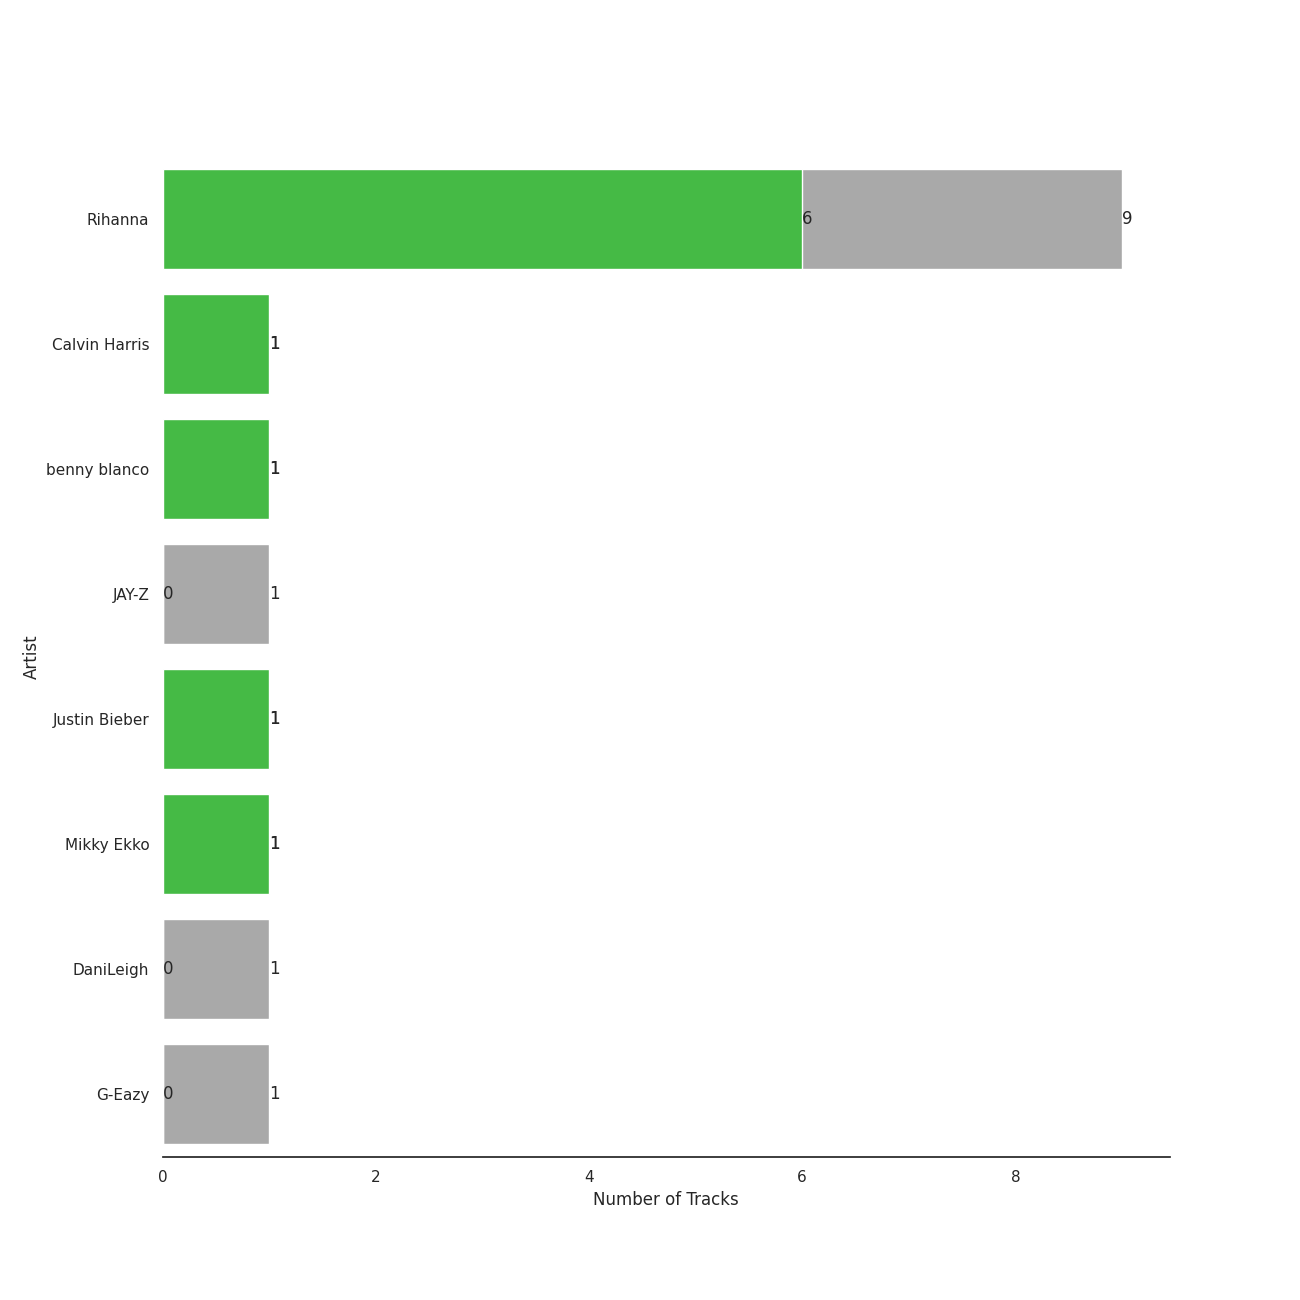 Rihanna 6 9
Calvin Harris 1
benny blanco 1
JAY-Z 0 1
Artist
Justin Bieber 1
Mikky Ekko 1
DaniLeigh 0 1
G-Eazy 0 1
0 2 4 6 8
Number of Tracks